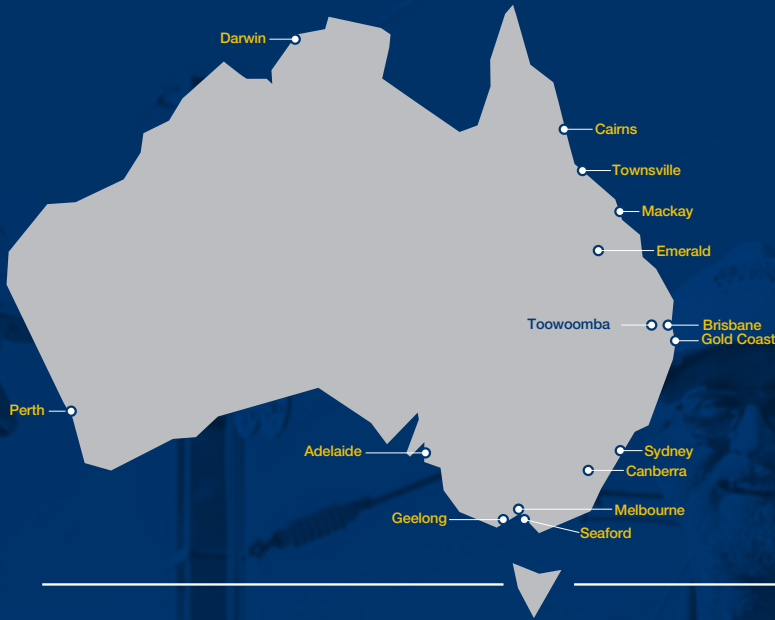 Darwin
Cairns
Townsville
Mackay
Emerald
Toowoomba
Brisbane
Gold Coast
Perth
Adelaide
Sydney
Canberra
Melbourne
Geelong
Seaford